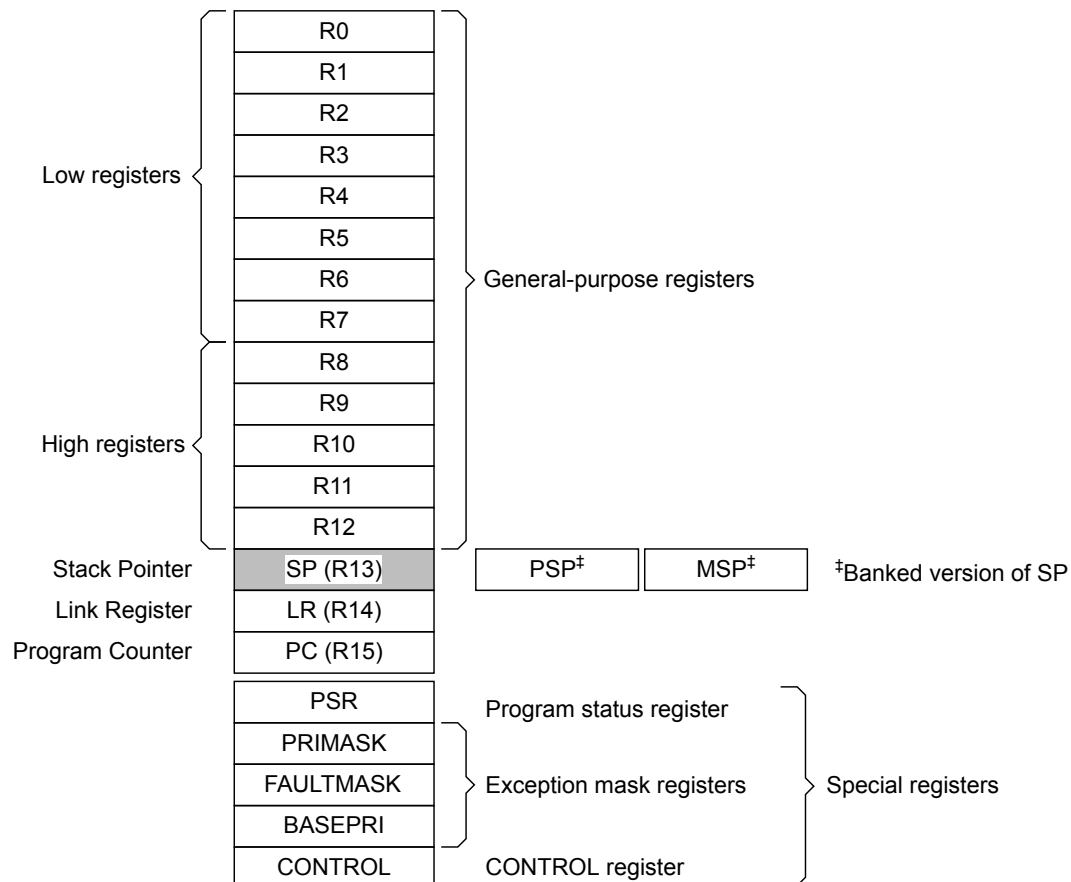 R0
R1
R2
R3
Low registers
R4
R5
R6
General-purpose registers
R7
R8
R9
High registers
R10
R11
R12
Stack Pointer
SP (R13)
PSP‡
MSP‡
‡Banked version of SP
Link Register
LR (R14)
Program Counter
PC (R15)
PSR
Program status register
PRIMASK
FAULTMASK
Exception mask registers
Special registers
BASEPRI
CONTROL
CONTROL register